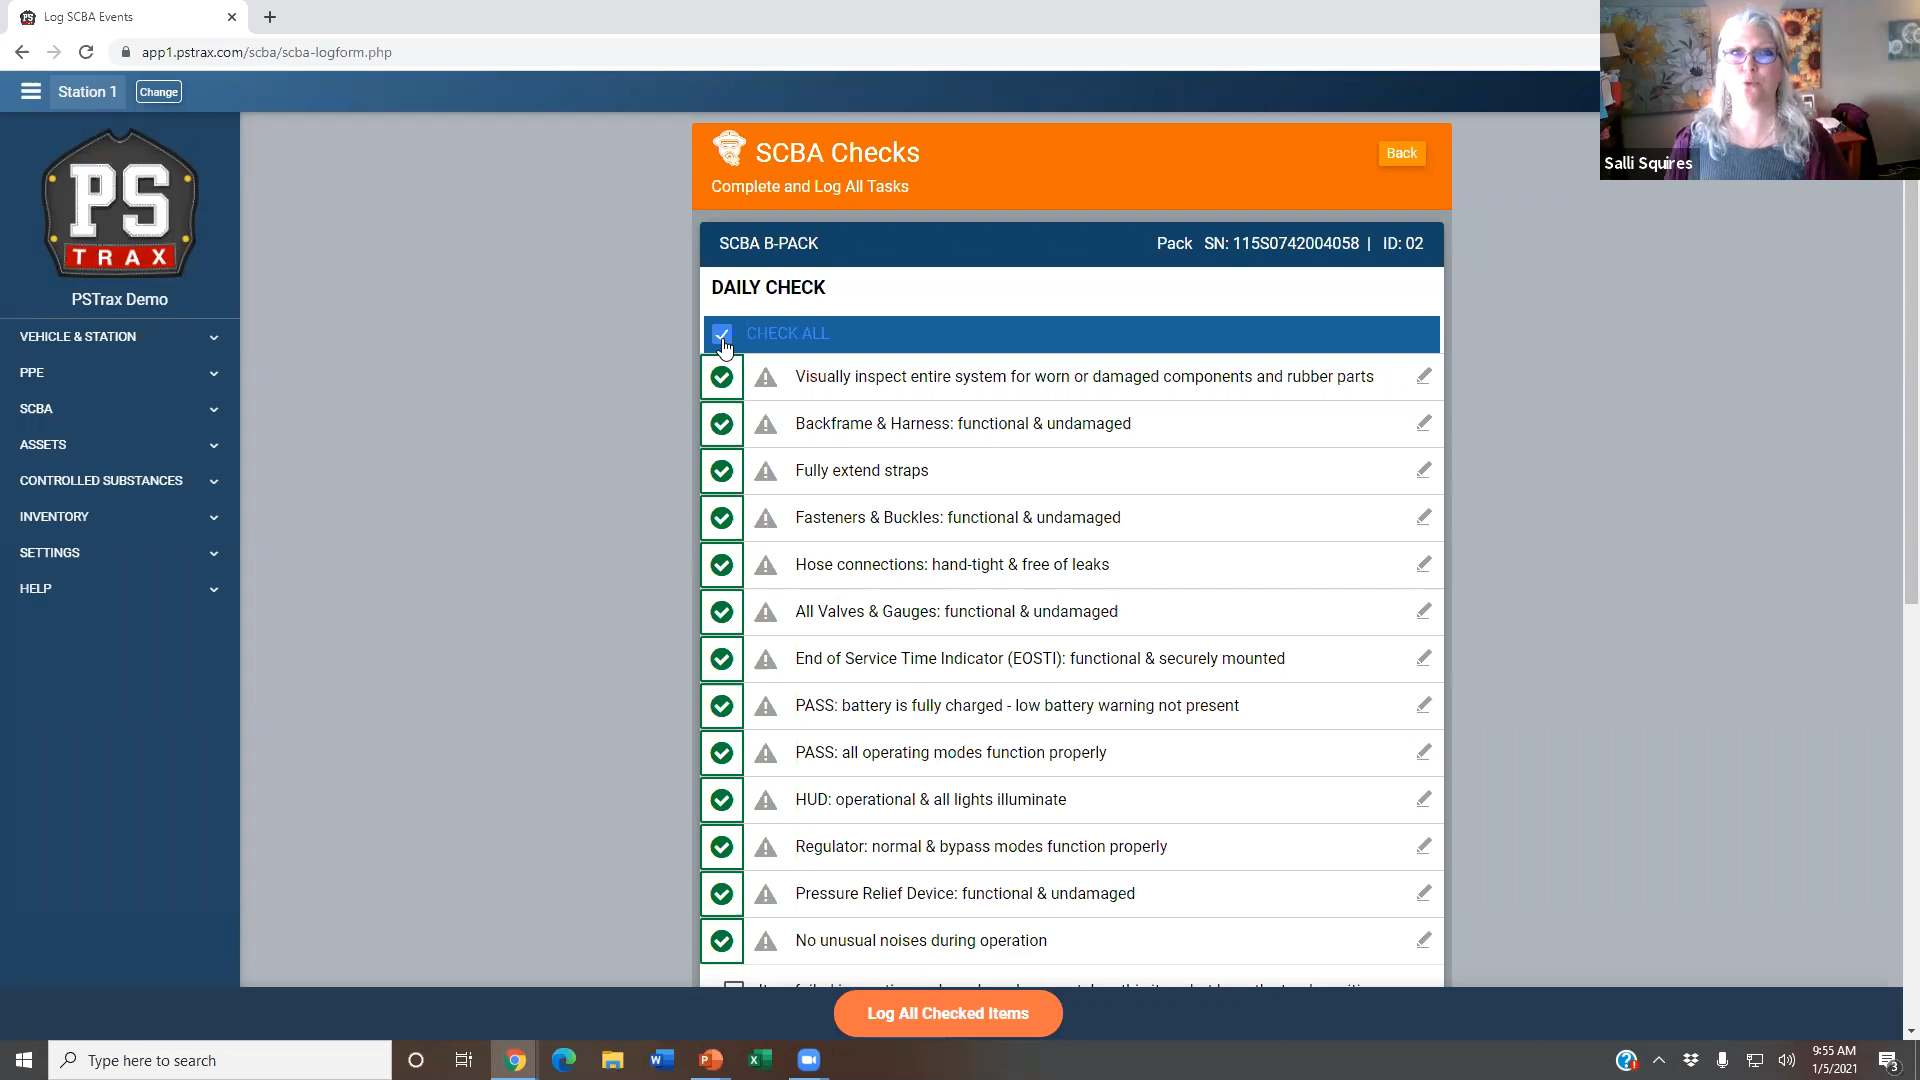 Log SCBA Events
app1.pstrax.com/scba/scba-logform.php
Station 1
Change
Salli Squires
PS
TRAX
PSTrax Demo
VEHICLE & STATION
PPE
SCBA
ASSETS
CONTROLLED SUBSTANCES
INVENTORY
SETTINGS
HELP
SCBA Checks
Back
Complete and Log All Tasks
SCBA B-PACK
Pack SN: 115S0742004058 | ID: 02
DAILY CHECK
CHECK ALL
Visually inspect entire system for worn or damaged components and rubber parts
Backframe & Harness: functional & undamaged
Fully extend straps
Fasteners & Buckles: functional & undamaged
Hose connections: hand-tight & free of leaks
All Valves & Gauges: functional & undamaged
End of Service Time Indicator (EOSTI): functional & securely mounted
PASS: battery is fully charged - low battery warning not present
PASS: all operating modes function properly
HUD: operational & all lights illuminate
Regulator: normal & bypass modes function properly
Pressure Relief Device: functional & undamaged
No unusual noises during operation
Log All Checked Items
Type here to search
9:55 AM
1/5/2021
3